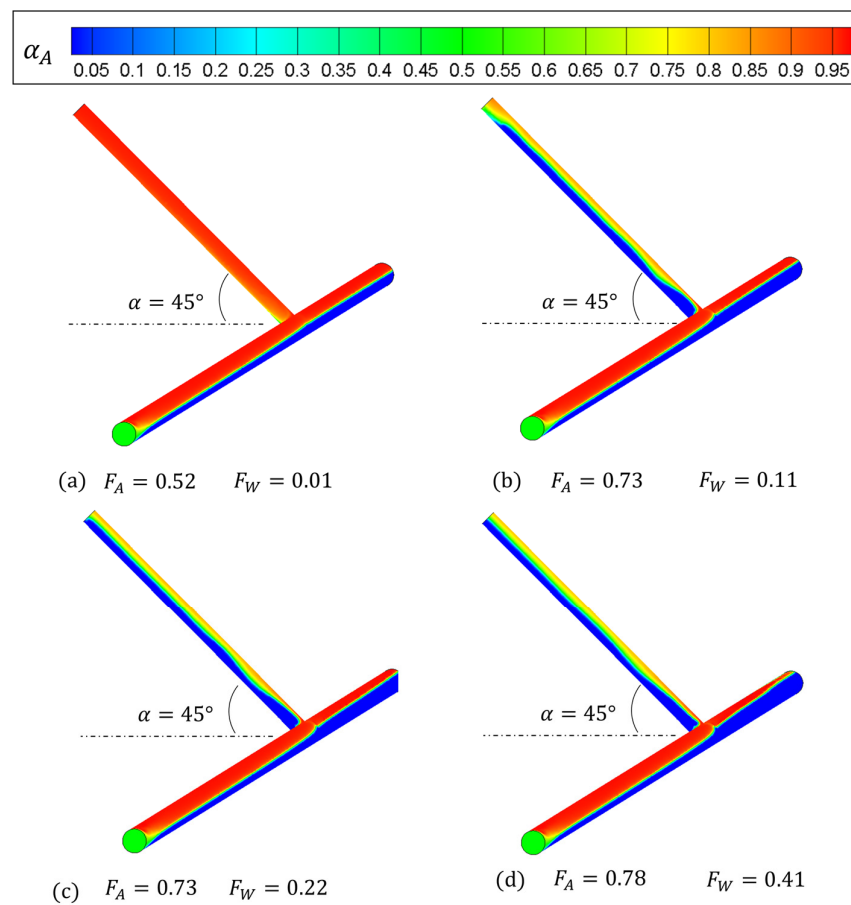 α_A
0.05 0.1 0.15 0.2 0.25 0.3 0.35 0.4 0.45 0.5 0.55 0.6 0.65 0.7 0.75 0.8 0.85 0.9 0.95
α = 45°
α = 45°
(a) F_A = 0.52 F_W = 0.01
(b) F_A = 0.73 F_W = 0.11
α = 45°
α = 45°
(c) F_A = 0.73 F_W = 0.22
(d) F_A = 0.78 F_W = 0.41